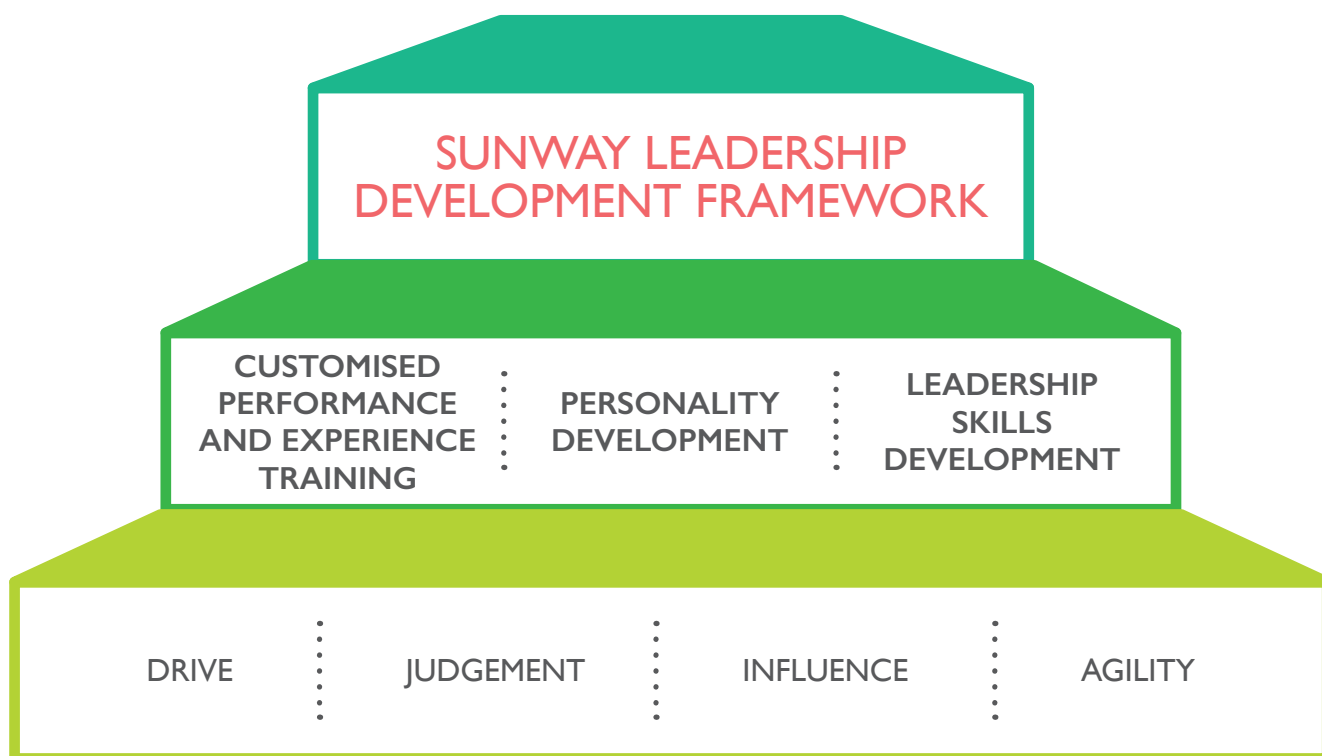 SUNWAY LEADERSHIP
DEVELOPMENT FRAMEWORK
CUSTOMISED
PERFORMANCE
AND EXPERIENCE
TRAINING
PERSONALITY
DEVELOPMENT
LEADERSHIP
SKILLS
DEVELOPMENT
DRIVE
JUDGEMENT
INFLUENCE
AGILITY